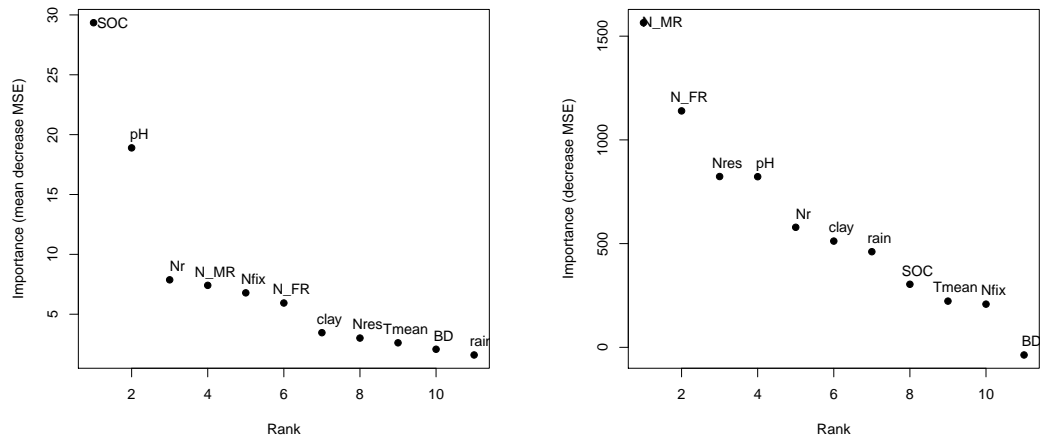 Importance (mean decrease MSE)
30
25
20
15
10
5
SOC
pH
Nr
N_MR
Nfix
N_FR
clay
Nres
Tmean
BD
rain
2 4 6 8 10
Rank
Importance (decrease MSE)
1500
1000
500
0
N_MR
N_FR
Nres
pH
Nr
clay
rain
SOC
Tmean
Nfix
BD
2 4 6 8 10
Rank